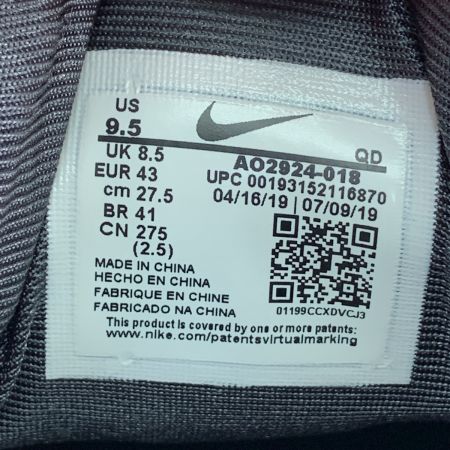 US
9.5
QD
UK 8.5
AO2924-018
EUR 43
UPC 00193152116870
cm 27.5
04/16/19 | 07/09/19
BR 41
CN 275
(2.5)
MADE IN CHINA
HECHO EN CHINA
FABRIQUE EN CHINE
FABRICADO NA CHINA
01199CCXDVCJ3
This product is covered by one or more patents:
www.nike.com/patentsvirtualmarking